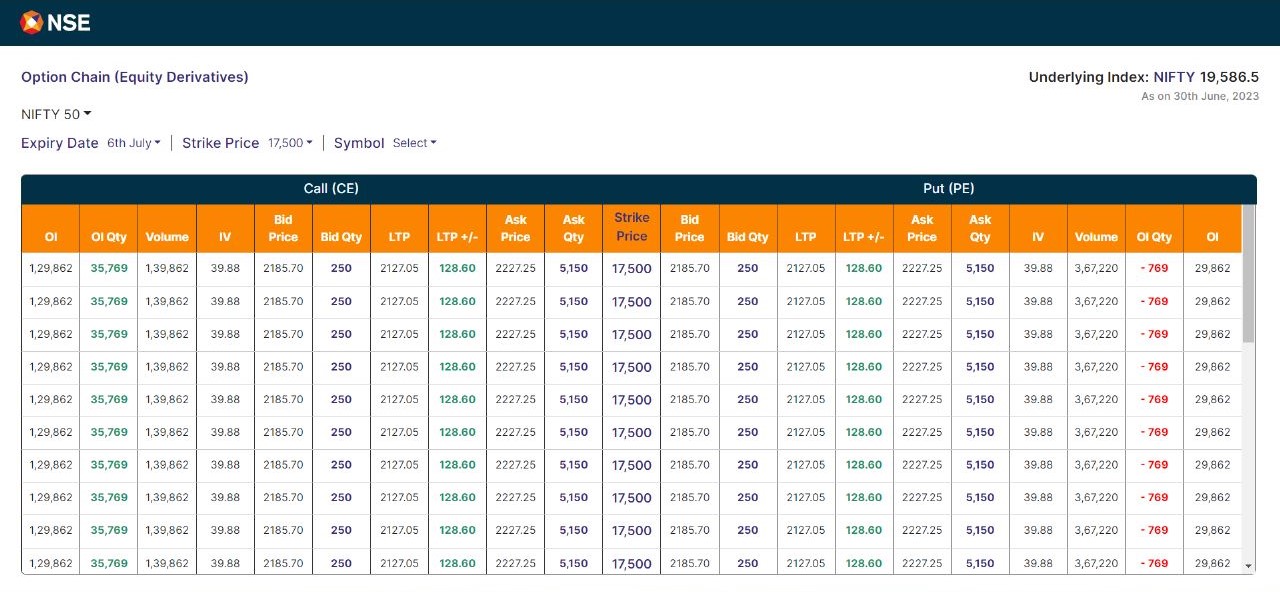 NSE
Option Chain (Equity Derivatives)
Underlying Index: NIFTY 19,586.5
As on 30th June, 2023
NIFTY 50
Expiry Date 6th July | Strike Price 17,500 | Symbol Select
Call (CE) Put (PE)
OI OI Qty Volume IV Bid Price Bid Qty LTP LTP +/- Ask Price Ask Qty Strike Price Bid Price Bid Qty LTP LTP +/- Ask Price Ask Qty IV Volume OI Qty OI
1,29,862 35,769 1,39,862 39.88 2185.70 250 2127.05 128.60 2227.25 5,150 17,500 2185.70 250 2127.05 128.60 2227.25 5,150 39.88 3,67,220 - 769 29,862
1,29,862 35,769 1,39,862 39.88 2185.70 250 2127.05 128.60 2227.25 5,150 17,500 2185.70 250 2127.05 128.60 2227.25 5,150 39.88 3,67,220 - 769 29,862
1,29,862 35,769 1,39,862 39.88 2185.70 250 2127.05 128.60 2227.25 5,150 17,500 2185.70 250 2127.05 128.60 2227.25 5,150 39.88 3,67,220 - 769 29,862
1,29,862 35,769 1,39,862 39.88 2185.70 250 2127.05 128.60 2227.25 5,150 17,500 2185.70 250 2127.05 128.60 2227.25 5,150 39.88 3,67,220 - 769 29,862
1,29,862 35,769 1,39,862 39.88 2185.70 250 2127.05 128.60 2227.25 5,150 17,500 2185.70 250 2127.05 128.60 2227.25 5,150 39.88 3,67,220 - 769 29,862
1,29,862 35,769 1,39,862 39.88 2185.70 250 2127.05 128.60 2227.25 5,150 17,500 2185.70 250 2127.05 128.60 2227.25 5,150 39.88 3,67,220 - 769 29,862
1,29,862 35,769 1,39,862 39.88 2185.70 250 2127.05 128.60 2227.25 5,150 17,500 2185.70 250 2127.05 128.60 2227.25 5,150 39.88 3,67,220 - 769 29,862
1,29,862 35,769 1,39,862 39.88 2185.70 250 2127.05 128.60 2227.25 5,150 17,500 2185.70 250 2127.05 128.60 2227.25 5,150 39.88 3,67,220 - 769 29,862
1,29,862 35,769 1,39,862 39.88 2185.70 250 2127.05 128.60 2227.25 5,150 17,500 2185.70 250 2127.05 128.60 2227.25 5,150 39.88 3,67,220 - 769 29,862
1,29,862 35,769 1,39,862 39.88 2185.70 250 2127.05 128.60 2227.25 5,150 17,500 2185.70 250 2127.05 128.60 2227.25 5,150 39.88 3,67,220 - 769 29,862